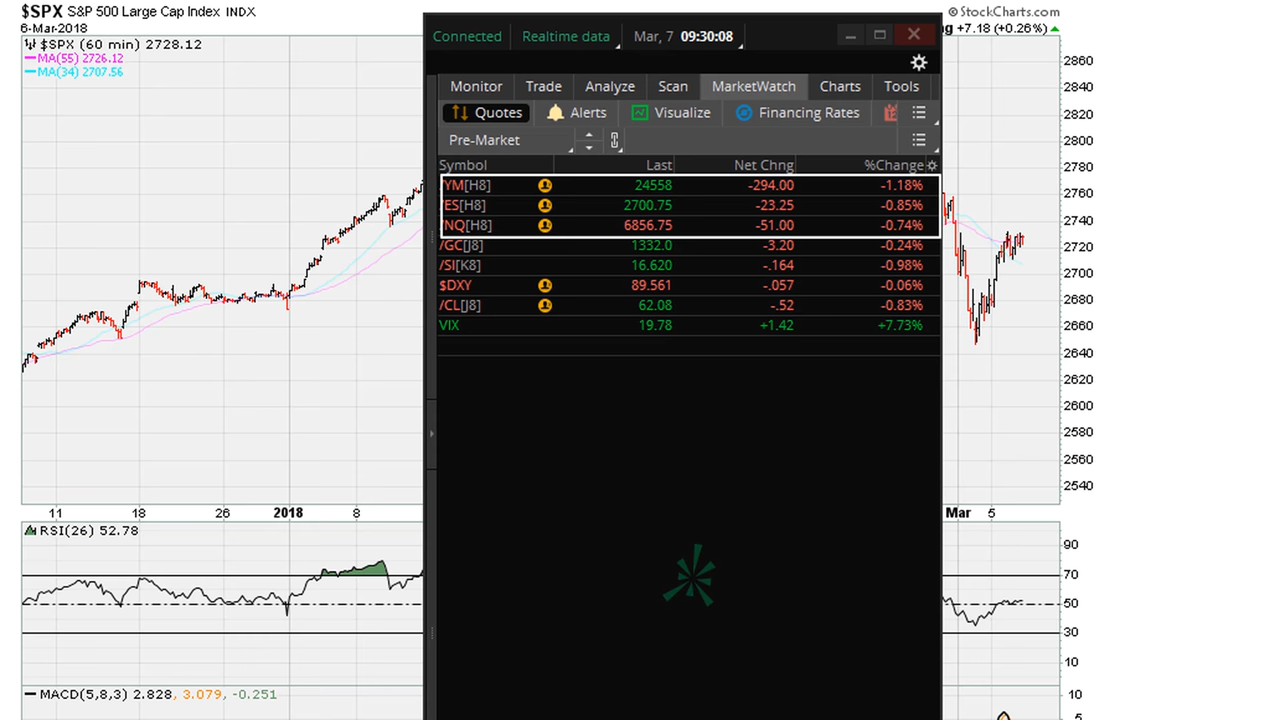 $SPX S&P 500 Large Cap Index INDX
6-Mar-2018
© StockCharts.com
+7.18 (+0.26%)
$SPX (60 min) 2728.12
MA(55) 2726.12
MA(34) 2707.56
Connected Realtime data Mar, 7 09:30:08
Monitor Trade Analyze Scan MarketWatch Charts Tools
Quotes Alerts Visualize Financing Rates
Pre-Market
Symbol Last Net Chng %Change
/YM[H8] 24558 -294.00 -1.18%
/ES[H8] 2700.75 -23.25 -0.85%
/NQ[H8] 6856.75 -51.00 -0.74%
/GC[J8] 1332.0 -3.20 -0.24%
/SI[K8] 16.620 -.164 -0.98%
$DXY 89.561 -.057 -0.06%
/CL[J8] 62.08 -.52 -0.83%
VIX 19.78 +1.42 +7.73%
2860
2840
2820
2800
2780
2760
2740
2720
2700
2680
2660
2640
2620
2600
2580
2560
2540
11 18 26 2018 8 Mar 5
RSI(26) 52.78
90
70
50
30
10
MACD(5,8,3) 2.828, 3.079, -0.251
10
5